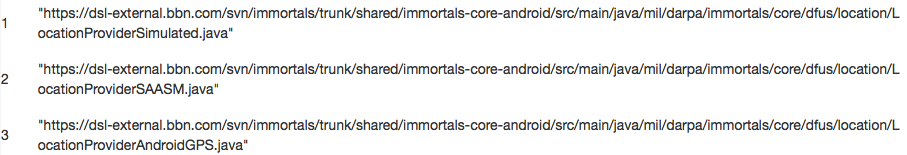 1 "https://dsl-external.bbn.com/svn/immortals/trunk/shared/immortals-core-android/src/main/java/mil/darpa/immortals/core/dfus/location/L
ocationProviderSimulated.java"
2 "https://dsl-external.bbn.com/svn/immortals/trunk/shared/immortals-core-android/src/main/java/mil/darpa/immortals/core/dfus/location/L
ocationProviderSAASM.java"
3 "https://dsl-external.bbn.com/svn/immortals/trunk/shared/immortals-core-android/src/main/java/mil/darpa/immortals/core/dfus/location/L
ocationProviderAndroidGPS.java"